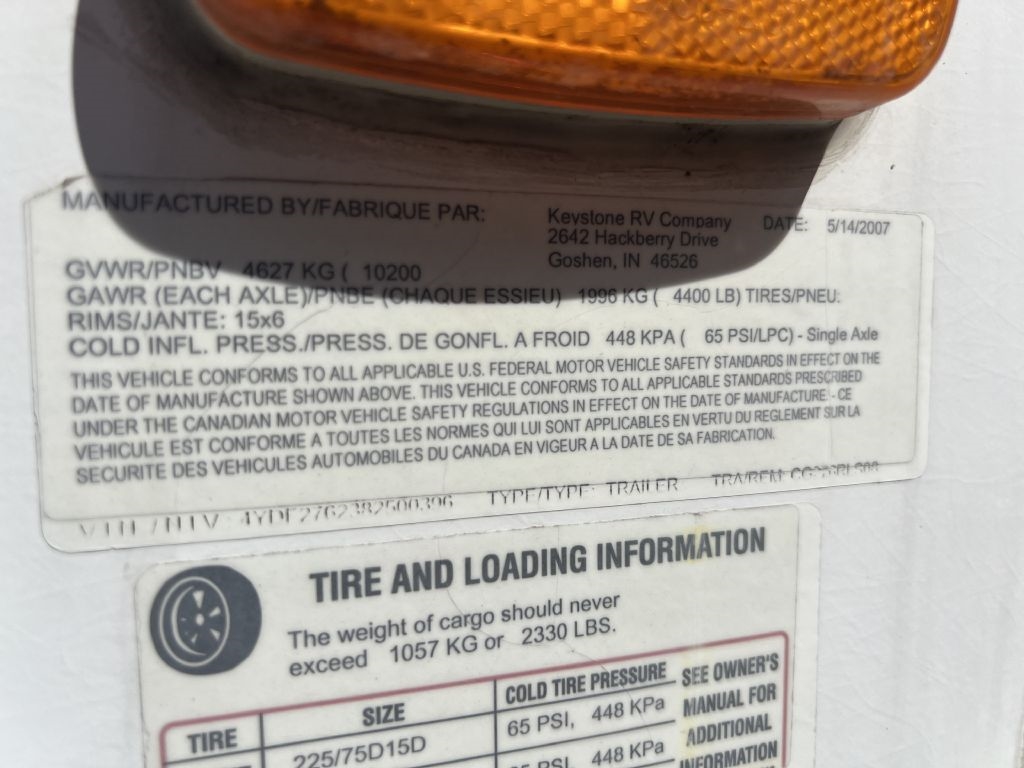 MANUFACTURED BY/FABRIQUE PAR: Keystone RV Company DATE: 5/14/2007
2642 Hackberry Drive
Goshen, IN 46526
GVWR/PNBV 4627 KG ( 10200
GAWR (EACH AXLE)/PNBE (CHAQUE ESSIEU) 1996 KG ( 4400 LB) TIRES/PNEU:
RIMS/JANTE: 15x6
COLD INFL. PRESS./PRESS. DE GONFL. A FROID 448 KPA ( 65 PSI/LPC) - Single Axle
THIS VEHICLE CONFORMS TO ALL APPLICABLE U.S. FEDERAL MOTOR VEHICLE SAFETY STANDARDS IN EFFECT ON THE
DATE OF MANUFACTURE SHOWN ABOVE. THIS VEHICLE CONFORMS TO ALL APPLICABLE STANDARDS PRESCRIBED
UNDER THE CANADIAN MOTOR VEHICLE SAFETY REGULATIONS IN EFFECT ON THE DATE OF MANUFACTURE. - CE
VEHICULE EST CONFORME A TOUTES LES NORMES QUI LUI SONT APPLICABLES EN VERTU DU REGLEMENT SUR LA
SECURITE DES VEHICULES AUTOMOBILES DU CANADA EN VIGEUR A LA DATE DE SA FABRICATION.
TYPE/TYPE: TRAILER TRA/REM:
TIRE AND LOADING INFORMATION
The weight of cargo should never
exceed 1057 KG or 2330 LBS.
TIRE SIZE COLD TIRE PRESSURE SEE OWNER'S
225/75D15D 65 PSI, 448 KPa MANUAL FOR
448 KPa ADDITIONAL
INFORMATION